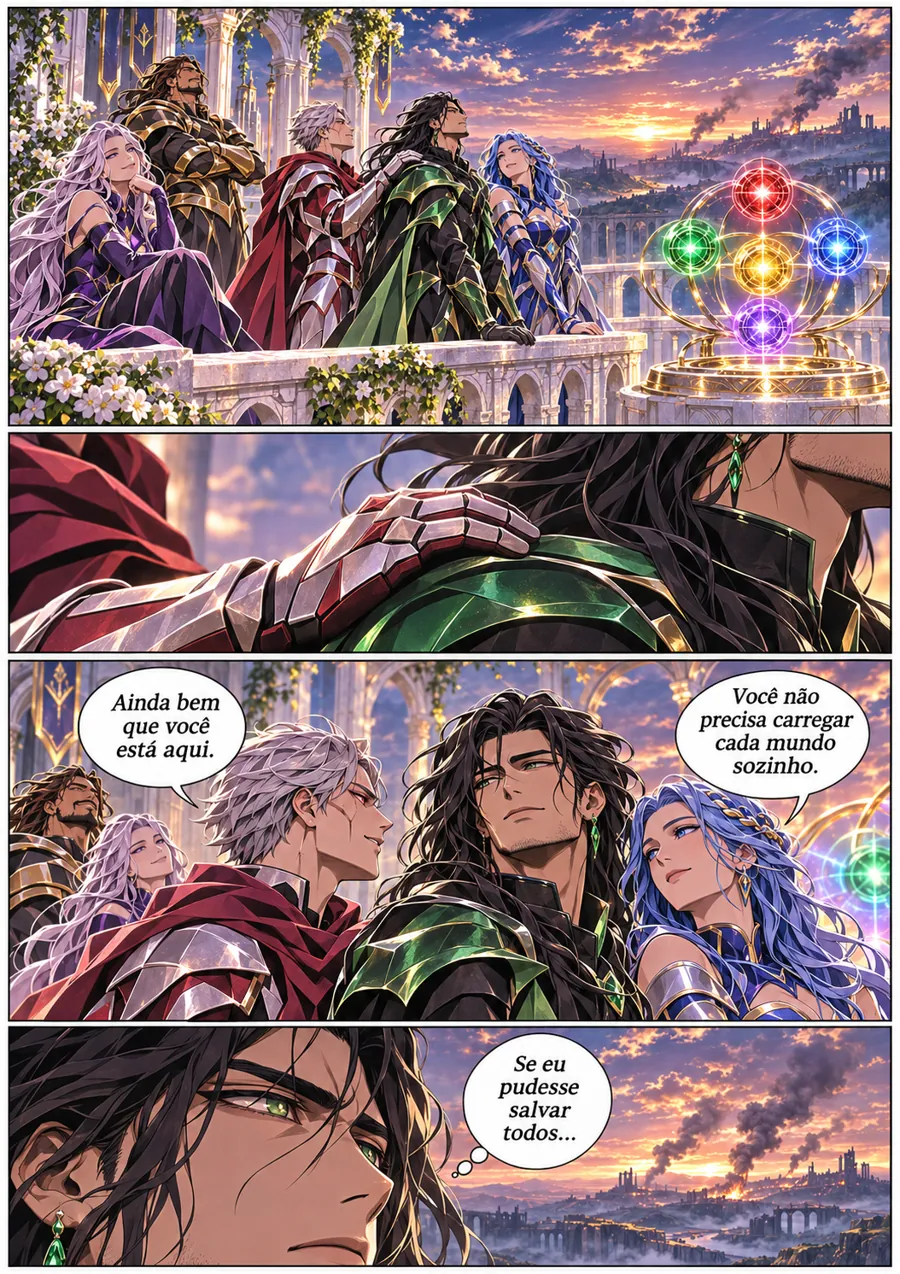 Ainda bem
que você
está aqui.
Você não
precisa carregar
cada mundo
sozinho.
Se eu
pudesse
salvar
todos...